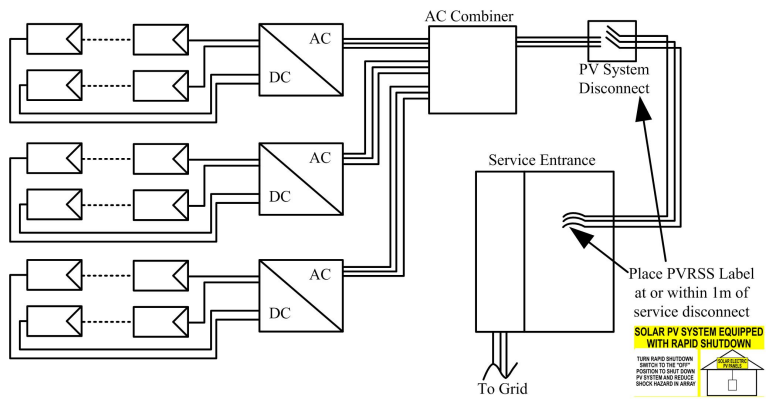 AC Combiner
AC
DC
PV System
Disconnect
AC
DC
Service Entrance
AC
DC
Place PVRSS Label
at or within 1m of
service disconnect
To Grid
SOLAR PV SYSTEM EQUIPPED
WITH RAPID SHUTDOWN
TURN RAPID SHUTDOWN
SWITCH TO THE "OFF"
POSITION TO SHUT DOWN
PV SYSTEM AND REDUCE
SHOCK HAZARD IN ARRAY
SOLAR ELECTRIC
PV PANELS